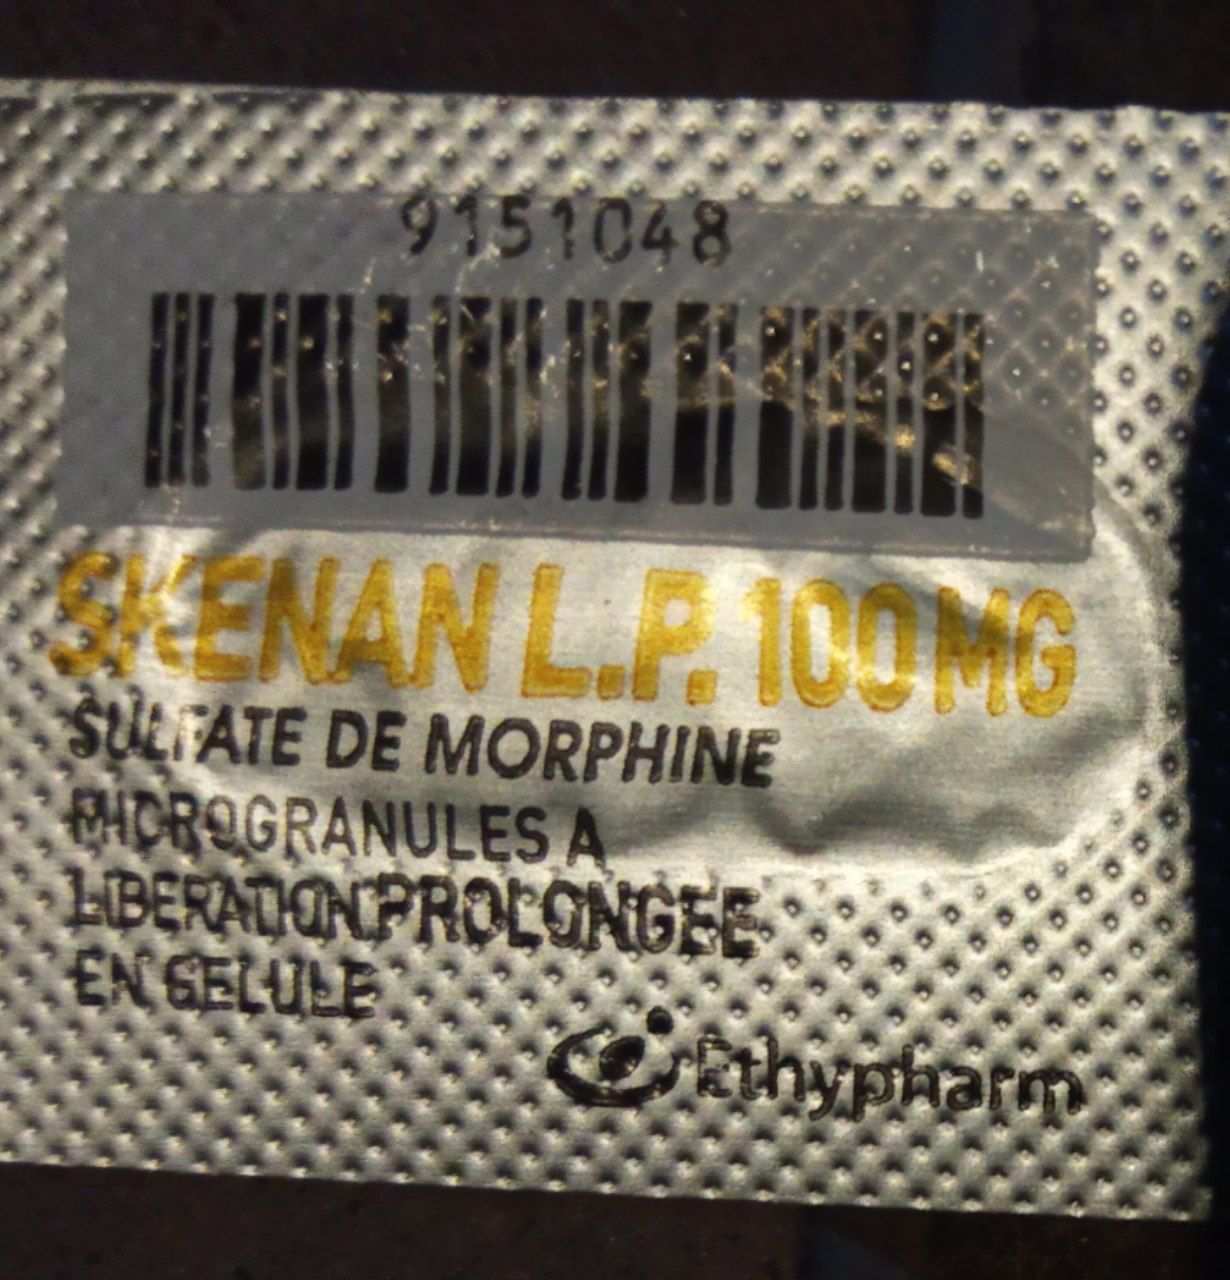 9151048
SKENAN L.P. 100 MG
SULFATE DE MORPHINE
MICROGRANULES A
LIBERATION PROLONGEE
EN GELULE
Ethypharm